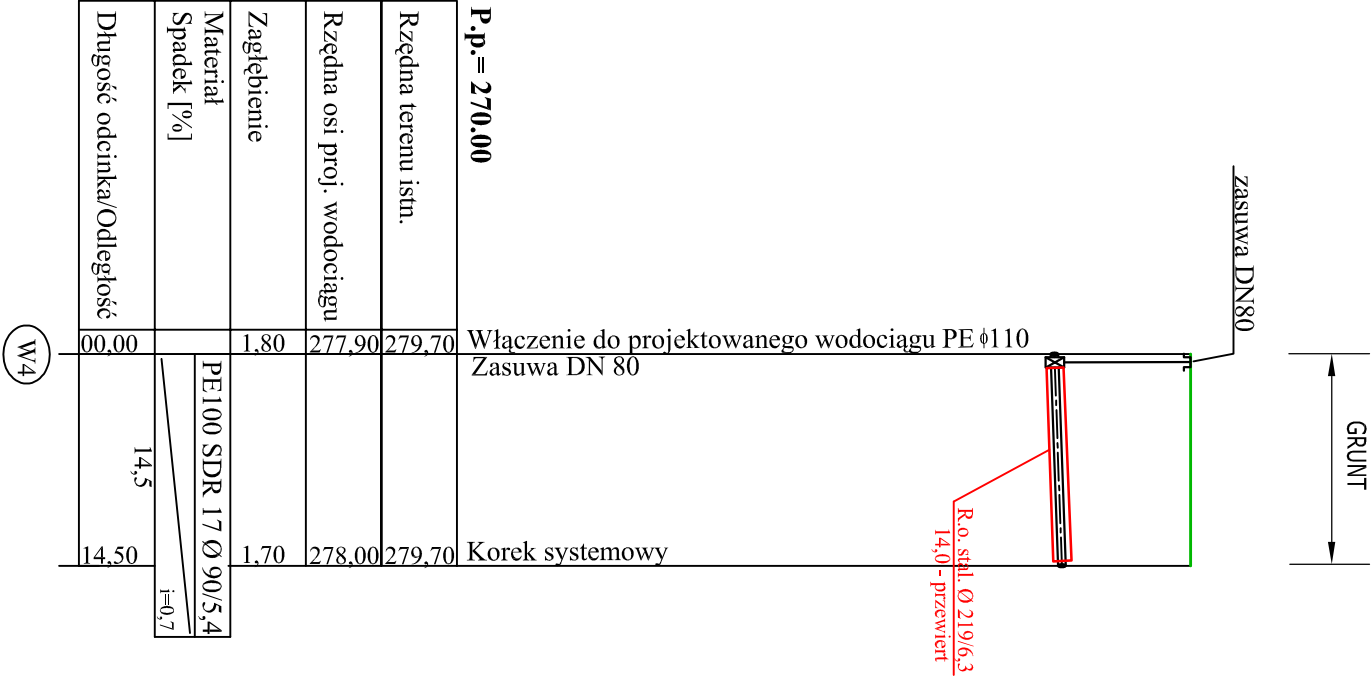 GRUNT
zasuwa DN80
R.o. stal. Ø 219/6,3
14,0 - przewiert
Włączenie do projektowanego wodociągu PE ϕ110
Zasuwa DN 80
Korek systemowy
P.p.= 270.00
Rzędna terenu istn.
279,70
279,70
Rzędna osi proj. wodociągu
277,90
278,00
Zagłębienie
1,80
1,70
Materiał
Spadek [%]
PE100 SDR 17 Ø 90/5,4
i=0,7
Długość odcinka/Odległość
00,00
14,5
14,50
W4